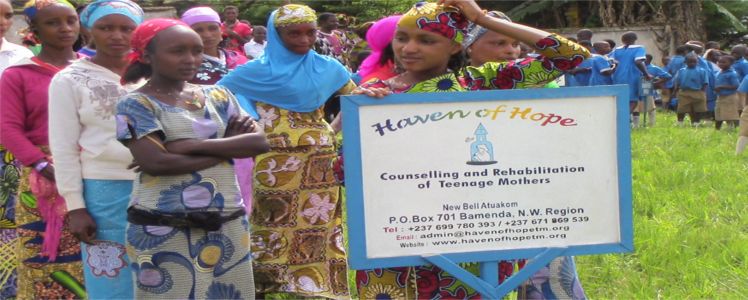 Haven of Hope
Counselling and Rehabilitation
of Teenage Mothers
New Bell Atuakom
P.O.Box 701 Bamenda, N.W. Region
Tel : +237 699 780 393 / +237 671 869 539
Email : admin@havenofhopetm.org
Website : www.havenofhopetm.org